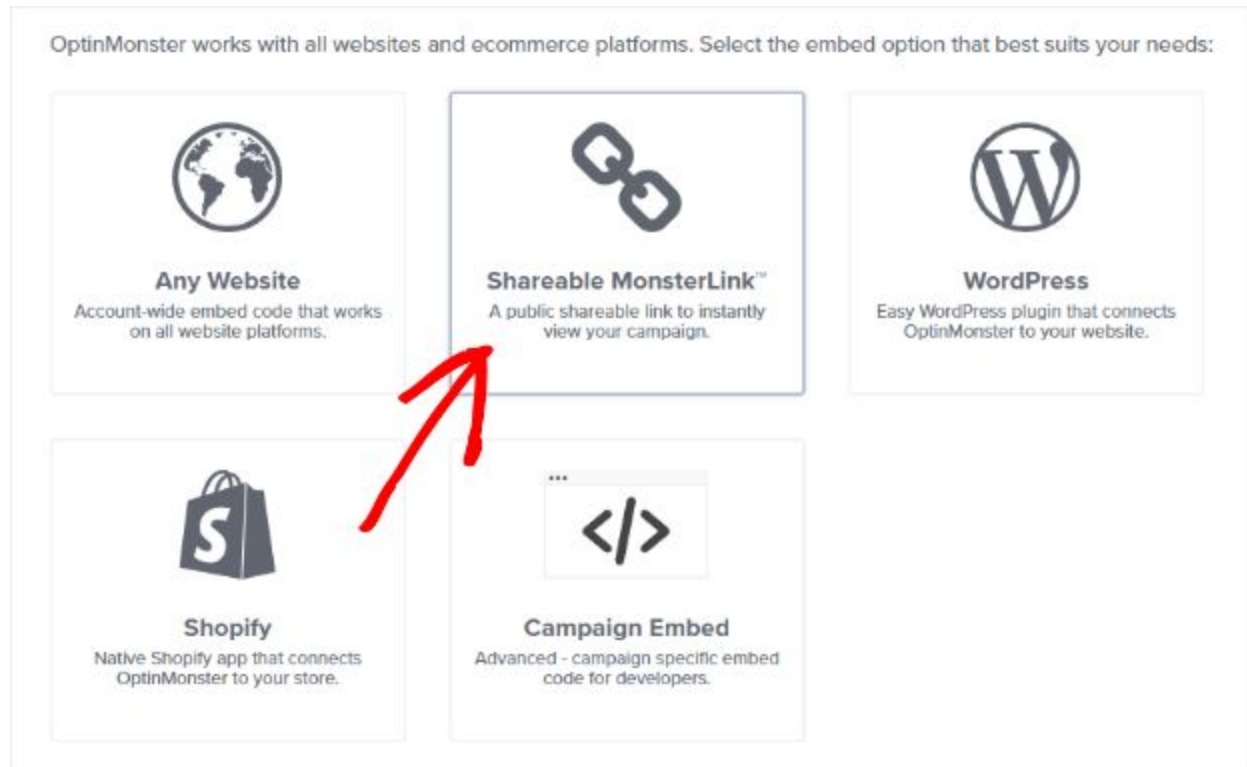 OptinMonster works with all websites and ecommerce platforms. Select the embed option that best suits your needs:
Any Website
Account-wide embed code that works
on all website platforms.
Shareable MonsterLink™
A public shareable link to instantly
view your campaign.
WordPress
Easy WordPress plugin that connects
OptinMonster to your website.
Shopify
Native Shopify app that connects
OptinMonster to your store.
</>
Campaign Embed
Advanced - campaign specific embed
code for developers.